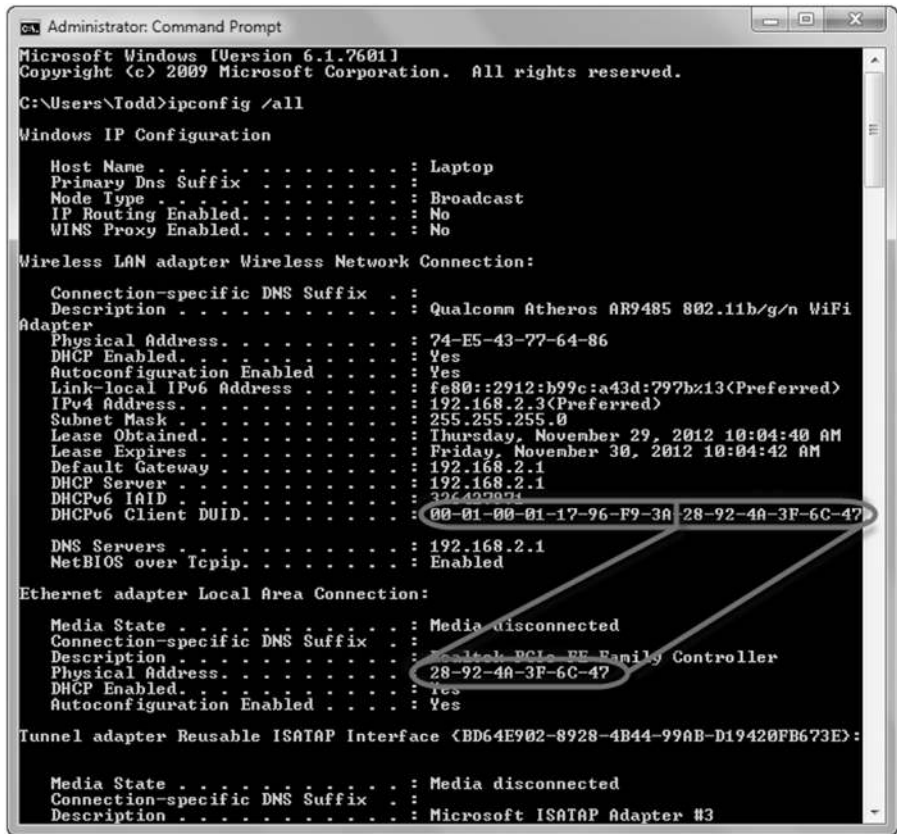 Administrator: Command Prompt
Microsoft Windows [Version 6.1.7601]
Copyright (c) 2009 Microsoft Corporation.  All rights reserved.
C:\Users\Todd>ipconfig /all
Windows IP Configuration
Host Name . . . . . . . . . . . . : Laptop
Primary Dns Suffix  . . . . . . . :
Node Type . . . . . . . . . . . . : Broadcast
IP Routing Enabled. . . . . . . . : No
WINS Proxy Enabled. . . . . . . . : No
Wireless LAN adapter Wireless Network Connection:
Connection-specific DNS Suffix  . :
Description . . . . . . . . . . . : Qualcomm Atheros AR9485 802.11b/g/n WiFi
Adapter
Physical Address. . . . . . . . . : 74-E5-43-77-64-86
DHCP Enabled. . . . . . . . . . . : Yes
Autoconfiguration Enabled . . . . : Yes
Link-local IPv6 Address . . . . . : fe80::2912:b99c:a43d:797b%13(Preferred)
IPv4 Address. . . . . . . . . . . : 192.168.2.3(Preferred)
Subnet Mask . . . . . . . . . . . : 255.255.255.0
Lease Obtained. . . . . . . . . . : Thursday, November 29, 2012 10:04:40 AM
Lease Expires . . . . . . . . . . : Friday, November 30, 2012 10:04:42 AM
Default Gateway . . . . . . . . . : 192.168.2.1
DHCP Server . . . . . . . . . . . : 192.168.2.1
DHCPv6 IAID . . . . . . . . . . . :
DHCPv6 Client DUID. . . . . . . . : 00-01-00-01-17-96-F9-3A-28-92-4A-3F-6C-47
DNS Servers . . . . . . . . . . . : 192.168.2.1
NetBIOS over Tcpip. . . . . . . . : Enabled
Ethernet adapter Local Area Connection:
Media State . . . . . . . . . . . : Media disconnected
Connection-specific DNS Suffix  . :
Description . . . . . . . . . . . : Realtek PCIe FE Family Controller
Physical Address. . . . . . . . . : 28-92-4A-3F-6C-47
DHCP Enabled. . . . . . . . . . . : Yes
Autoconfiguration Enabled . . . . : Yes
Tunnel adapter Reusable ISATAP Interface {BD64E902-8928-4B44-99AB-D19420FB673E}:
Media State . . . . . . . . . . . : Media disconnected
Connection-specific DNS Suffix  . :
Description . . . . . . . . . . . : Microsoft ISATAP Adapter #3